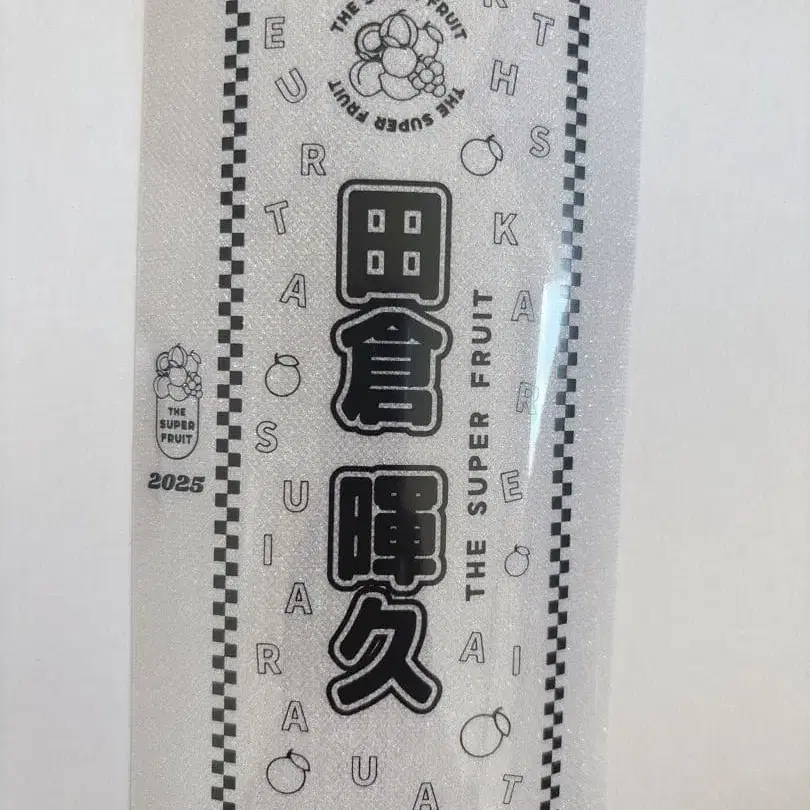 THE SUPER FRUIT
THE SUPER FRUIT
E
U
R
T
A
S
U
I
A
R
A
U
A
T
H
S
K
A
R
E
A
I
T
田倉
暉久
THE SUPER FRUIT
THE
SUPER
FRUIT
2025